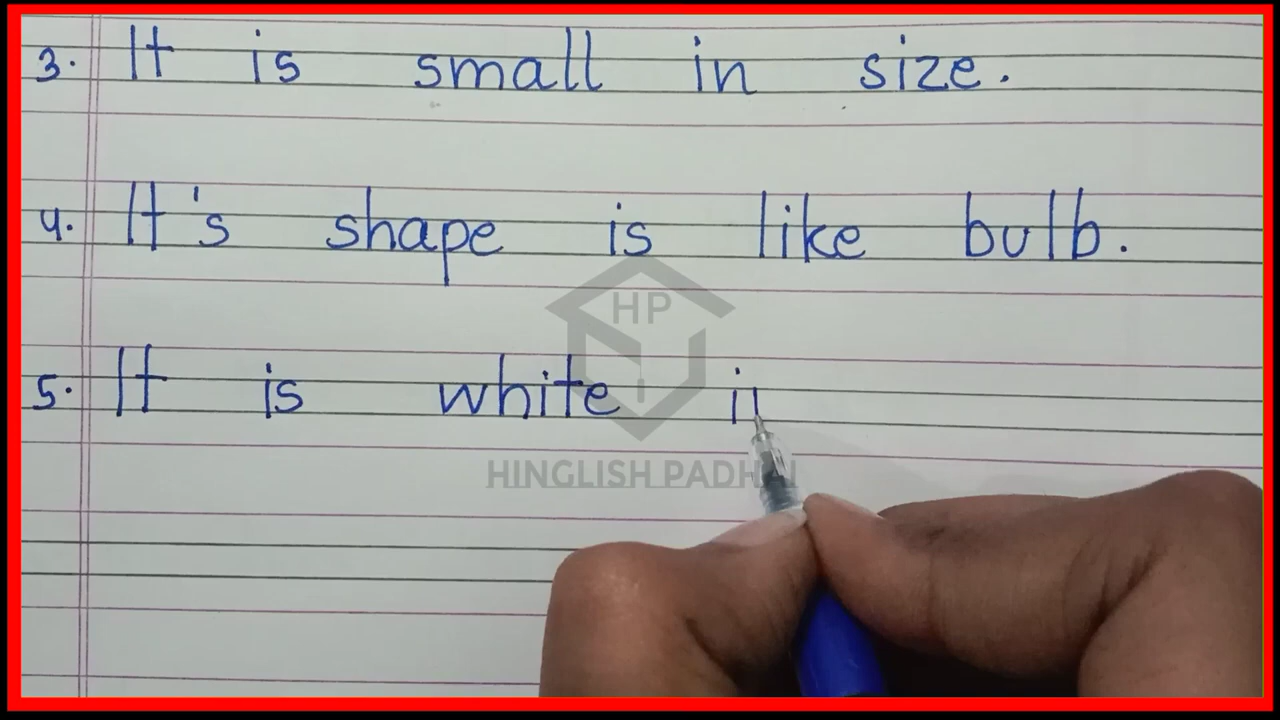 3. It is small in size.
4. It's shape is like bulb.
5. It is white i
HP
HINGLISH PADHAI